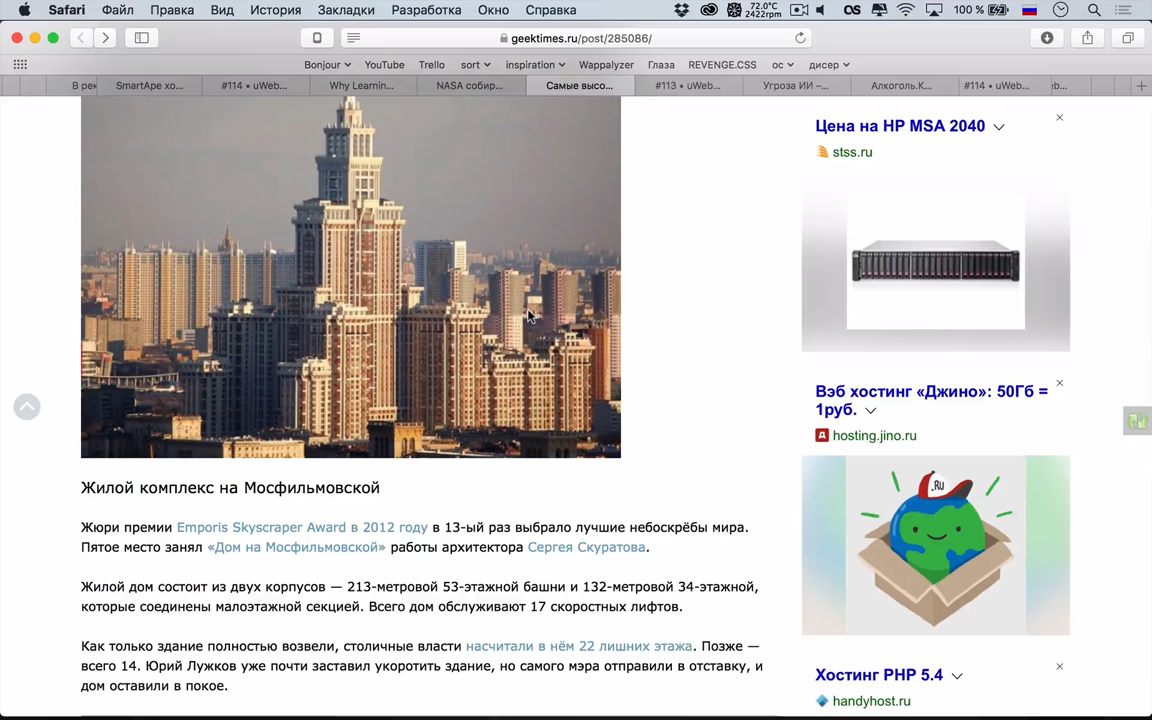 Safari Файл Правка Вид История Закладки Разработка Окно Справка
72.0°C
2422rpm
100 %
geektimes.ru/post/285086/
Bonjour YouTube Trello sort inspiration Wappalyzer Глаза REVENGE.CSS ос дисер
В рек SmartApe хо... #114 • uWeb... Why Learnin... NASA собир... Самые высо... #113 • uWeb... Угроза ИИ –... Алкоголь.К... #114 • uWeb... eb...
Цена на HP MSA 2040
stss.ru
Вэб хостинг «Джино»: 50Гб =
1руб.
hosting.jino.ru
.RU
Хостинг PHP 5.4
handyhost.ru
Жилой комплекс на Мосфильмовской
Жюри премии Emporis Skyscraper Award в 2012 году в 13-ый раз выбрало лучшие небоскрёбы мира.
Пятое место занял «Дом на Мосфильмовской» работы архитектора Сергея Скуратова.
Жилой дом состоит из двух корпусов — 213-метровой 53-этажной башни и 132-метровой 34-этажной,
которые соединены малоэтажной секцией. Всего дом обслуживают 17 скоростных лифтов.
Как только здание полностью возвели, столичные власти насчитали в нём 22 лишних этажа. Позже —
всего 14. Юрий Лужков уже почти заставил укоротить здание, но самого мэра отправили в отставку, и
дом оставили в покое.